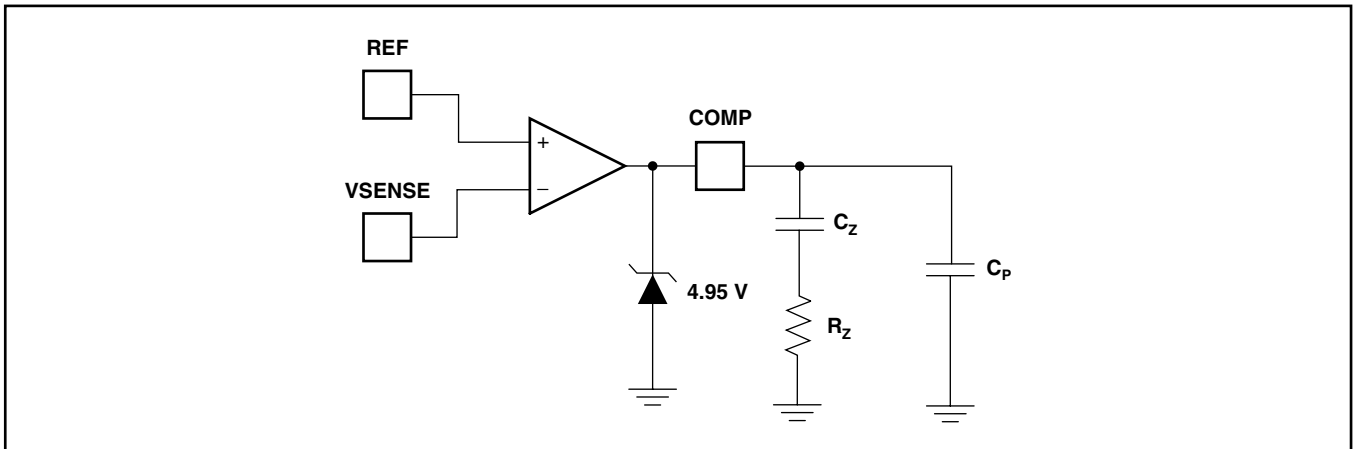 REF
COMP
+
VSENSE
−
C_Z
C_P
4.95 V
R_Z